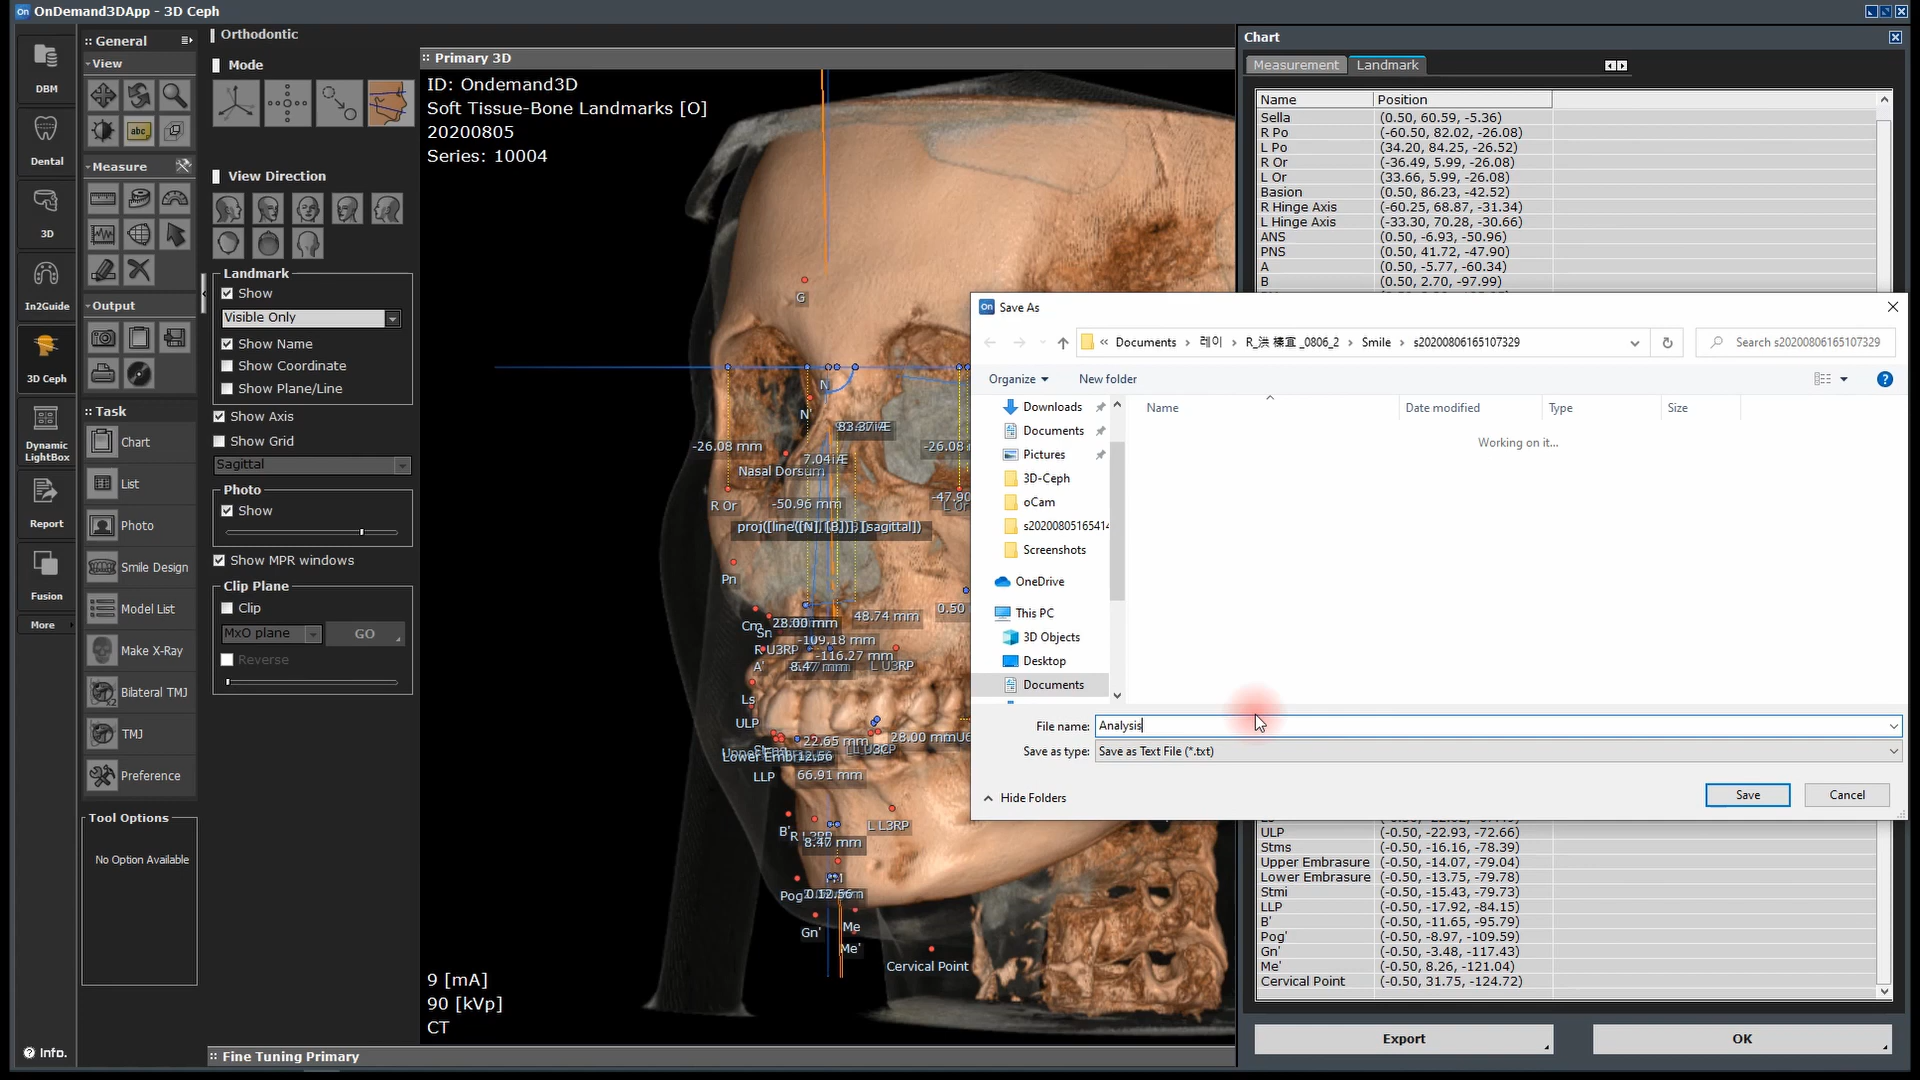 OnDemand3DApp - 3D Ceph
DBM
Dental
3D
In2Guide
3D Ceph
Dynamic
LightBox
Report
Fusion
More
Info.
General
View
abc
Measure
Output
Task
Chart
List
Photo
Smile Design
Model List
Make X-Ray
Bilateral TMJ
TMJ
Preference
Tool Options
No Option Available
Orthodontic
Mode
View Direction
Landmark
Show
Visible Only
Show Name
Show Coordinate
Show Plane/Line
Show Axis
Show Grid
Sagittal
Photo
Show
Show MPR windows
Clip Plane
Clip
MxO plane
GO
Reverse
Primary 3D
ID: Ondemand3D
Soft Tissue-Bone Landmarks [O]
20200805
Series: 10004
G
N
N'
-26.08 mm
7.04iÆ
Nasal Dorsum
R Or
-50.96 mm
-47.90
Pn
Cm
Sn
28.00 mm
48.74 mm
0.50
-109.18 mm
R U3RP
-116.27 mm
A'
L U3RP
Ls
ULP
22.65 mm
28.00 mm
LLP
66.91 mm
B'
L L3RP
8.47 mm
Pog'
Gn'
Me
Me'
Cervical Point
9 [mA]
90 [kVp]
CT
Fine Tuning Primary
Chart
Measurement
Landmark
Name Position
Sella (0.50, 60.59, -5.36)
R Po (-60.50, 82.02, -26.08)
L Po (34.20, 84.25, -26.52)
R Or (-36.49, 5.99, -26.08)
L Or (33.66, 5.99, -26.08)
Basion (0.50, 86.23, -42.52)
R Hinge Axis (-60.25, 68.87, -31.34)
L Hinge Axis (-33.30, 70.28, -30.66)
ANS (0.50, -6.93, -50.96)
PNS (0.50, 41.72, -47.90)
A (0.50, -5.77, -60.34)
B (0.50, 2.70, -97.99)
Save As
« Documents › 레이 › R_洪 榛宜 _0806_2 › Smile › s20200806165107329
Search s20200806165107329
Organize
New folder
Name Date modified Type Size
Working on it...
Downloads
Documents
Pictures
3D-Ceph
oCam
s2020080516541
Screenshots
OneDrive
This PC
3D Objects
Desktop
Documents
File name: Analysis
Save as type: Save as Text File (*.txt)
Hide Folders
Save
Cancel
ULP (-0.50, -22.93, -72.66)
Stms (-0.50, -16.16, -78.39)
Upper Embrasure (-0.50, -14.07, -79.04)
Lower Embrasure (-0.50, -13.75, -79.78)
Stmi (-0.50, -15.43, -79.73)
LLP (-0.50, -17.92, -84.15)
B' (-0.50, -11.65, -95.79)
Pog' (-0.50, -8.97, -109.59)
Gn' (-0.50, -3.48, -117.43)
Me' (-0.50, 8.26, -121.04)
Cervical Point (-0.50, 31.75, -124.72)
Export
OK